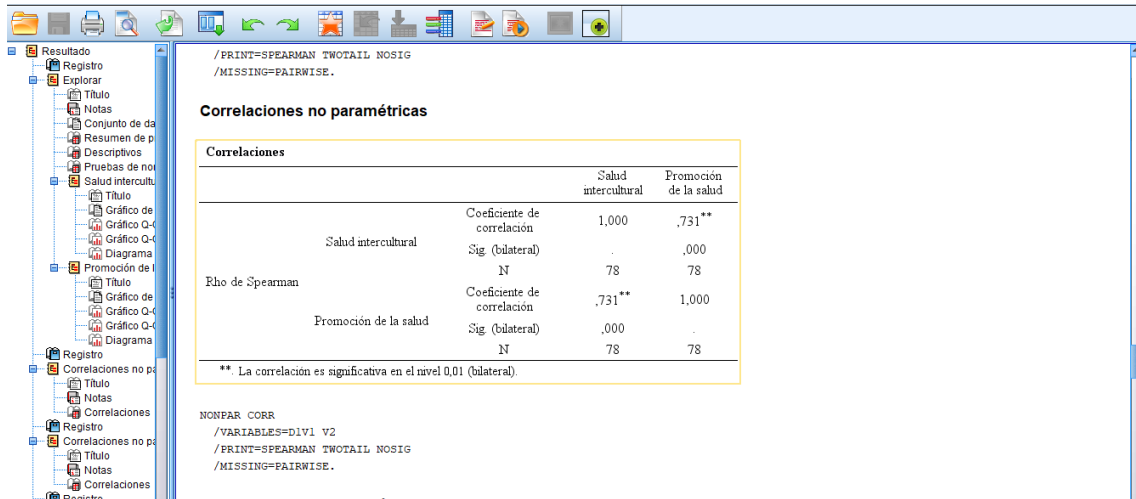 Resultado
Registro
Explorar
Título
Notas
Conjunto de da
Resumen de p
Descriptivos
Pruebas de nor
Salud intercultu
Título
Gráfico de
Gráfico Q-
Gráfico Q-
Diagrama
Promoción de l
Título
Gráfico de
Gráfico Q-
Gráfico Q-
Diagrama
Registro
Correlaciones no pa
Título
Notas
Correlaciones
Registro
Correlaciones no pa
Título
Notas
Correlaciones
Registro
/PRINT=SPEARMAN TWOTAIL NOSIG
/MISSING=PAIRWISE.
Correlaciones no paramétricas
Correlaciones
Salud intercultural Promoción de la salud
Rho de Spearman Salud intercultural Coeficiente de correlación 1,000 ,731**
Sig. (bilateral) . ,000
N 78 78
Promoción de la salud Coeficiente de correlación ,731** 1,000
Sig. (bilateral) ,000 .
N 78 78
**. La correlación es significativa en el nivel 0,01 (bilateral).
NONPAR CORR
/VARIABLES=D1V1 V2
/PRINT=SPEARMAN TWOTAIL NOSIG
/MISSING=PAIRWISE.